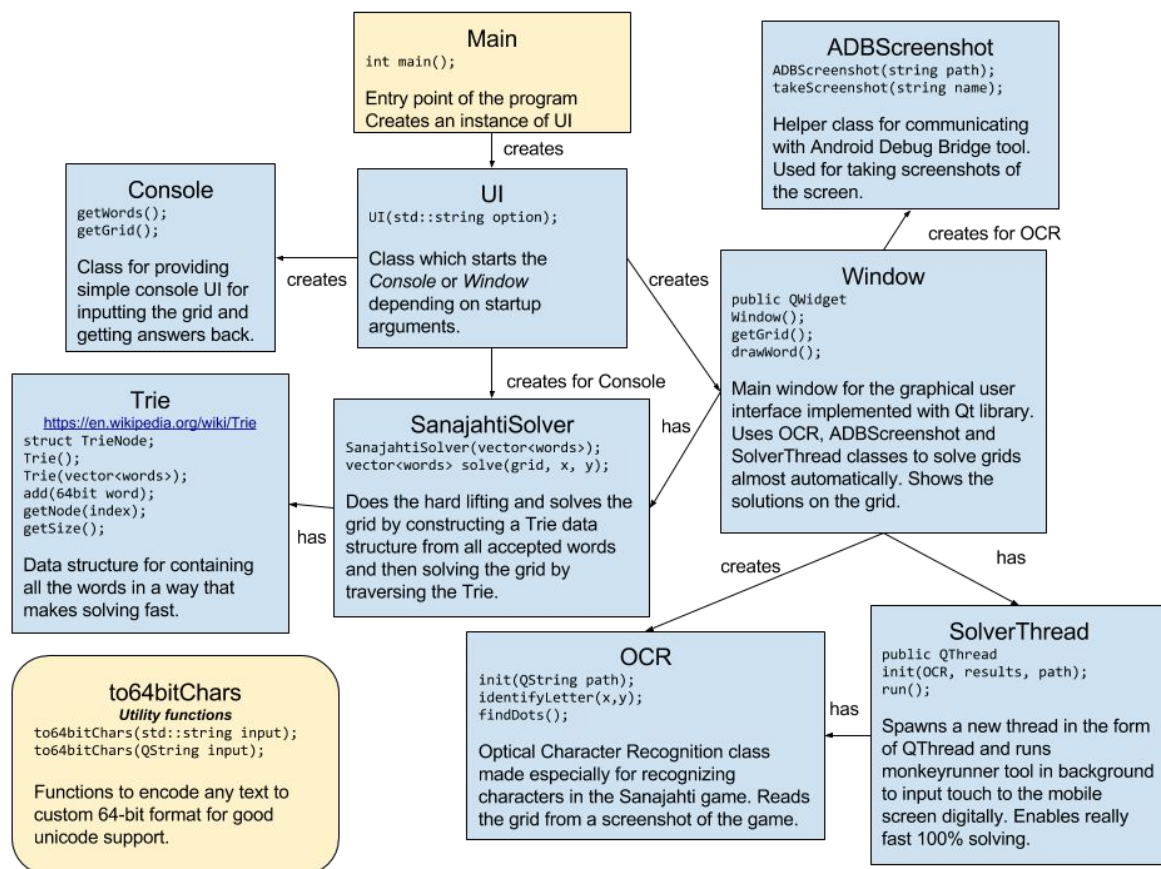 Main
int main();
Entry point of the program
Creates an instance of UI
creates
ADBScreenshot
ADBScreenshot(string path);
takeScreenshot(string name);
Helper class for communicating
with Android Debug Bridge tool.
Used for taking screenshots of
the screen.
Console
getWords();
getGrid();
Class for providing
simple console UI for
inputting the grid and
getting answers back.
creates
UI
UI(std::string option);
Class which starts the
Console or Window
depending on startup
arguments.
creates
creates for OCR
Window
public QWidget
Window();
getGrid();
drawWord();
Main window for the graphical user
interface implemented with Qt library.
Uses OCR, ADBScreenshot and
SolverThread classes to solve grids
almost automatically. Shows the
solutions on the grid.
creates for Console
has
Trie
https://en.wikipedia.org/wiki/Trie
struct TrieNode;
Trie();
Trie(vector<words>);
add(64bit word);
getNode(index);
getSize();
Data structure for containing
all the words in a way that
makes solving fast.
has
SanajahtiSolver
SanajahtiSolver(vector<words>);
vector<words> solve(grid, x, y);
Does the hard lifting and solves the
grid by constructing a Trie data
structure from all accepted words
and then solving the grid by
traversing the Trie.
creates
has
to64bitChars
Utility functions
to64bitChars(std::string input);
to64bitChars(QString input);
Functions to encode any text to
custom 64-bit format for good
unicode support.
OCR
init(QString path);
identifyLetter(x,y);
findDots();
Optical Character Recognition class
made especially for recognizing
characters in the Sanajahti game. Reads
the grid from a screenshot of the game.
has
SolverThread
public QThread
init(OCR, results, path);
run();
Spawns a new thread in the form
of QThread and runs
monkeyrunner tool in background
to input touch to the mobile
screen digitally. Enables really
fast 100% solving.